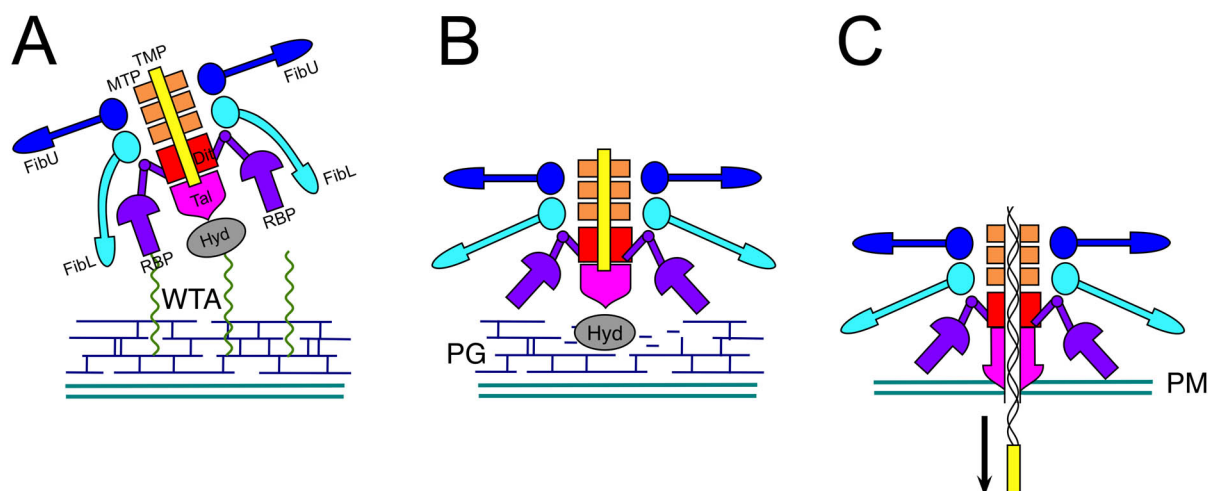 A
TMP
MTP
FibU
FibU
Dit
Tal
FibL
RBP
Hyd
FibL
RBP
WTA
B
Hyd
PG
C
PM